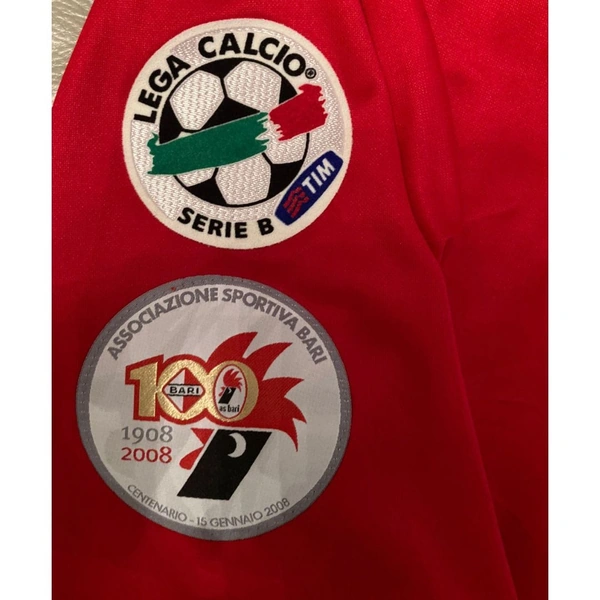 LEGA CALCIO®
TIM
SERIE B
ASSOCIAZIONE SPORTIVA BARI
100
BARI
as bari
1908
2008
CENTENARIO - 15 GENNAIO 2008